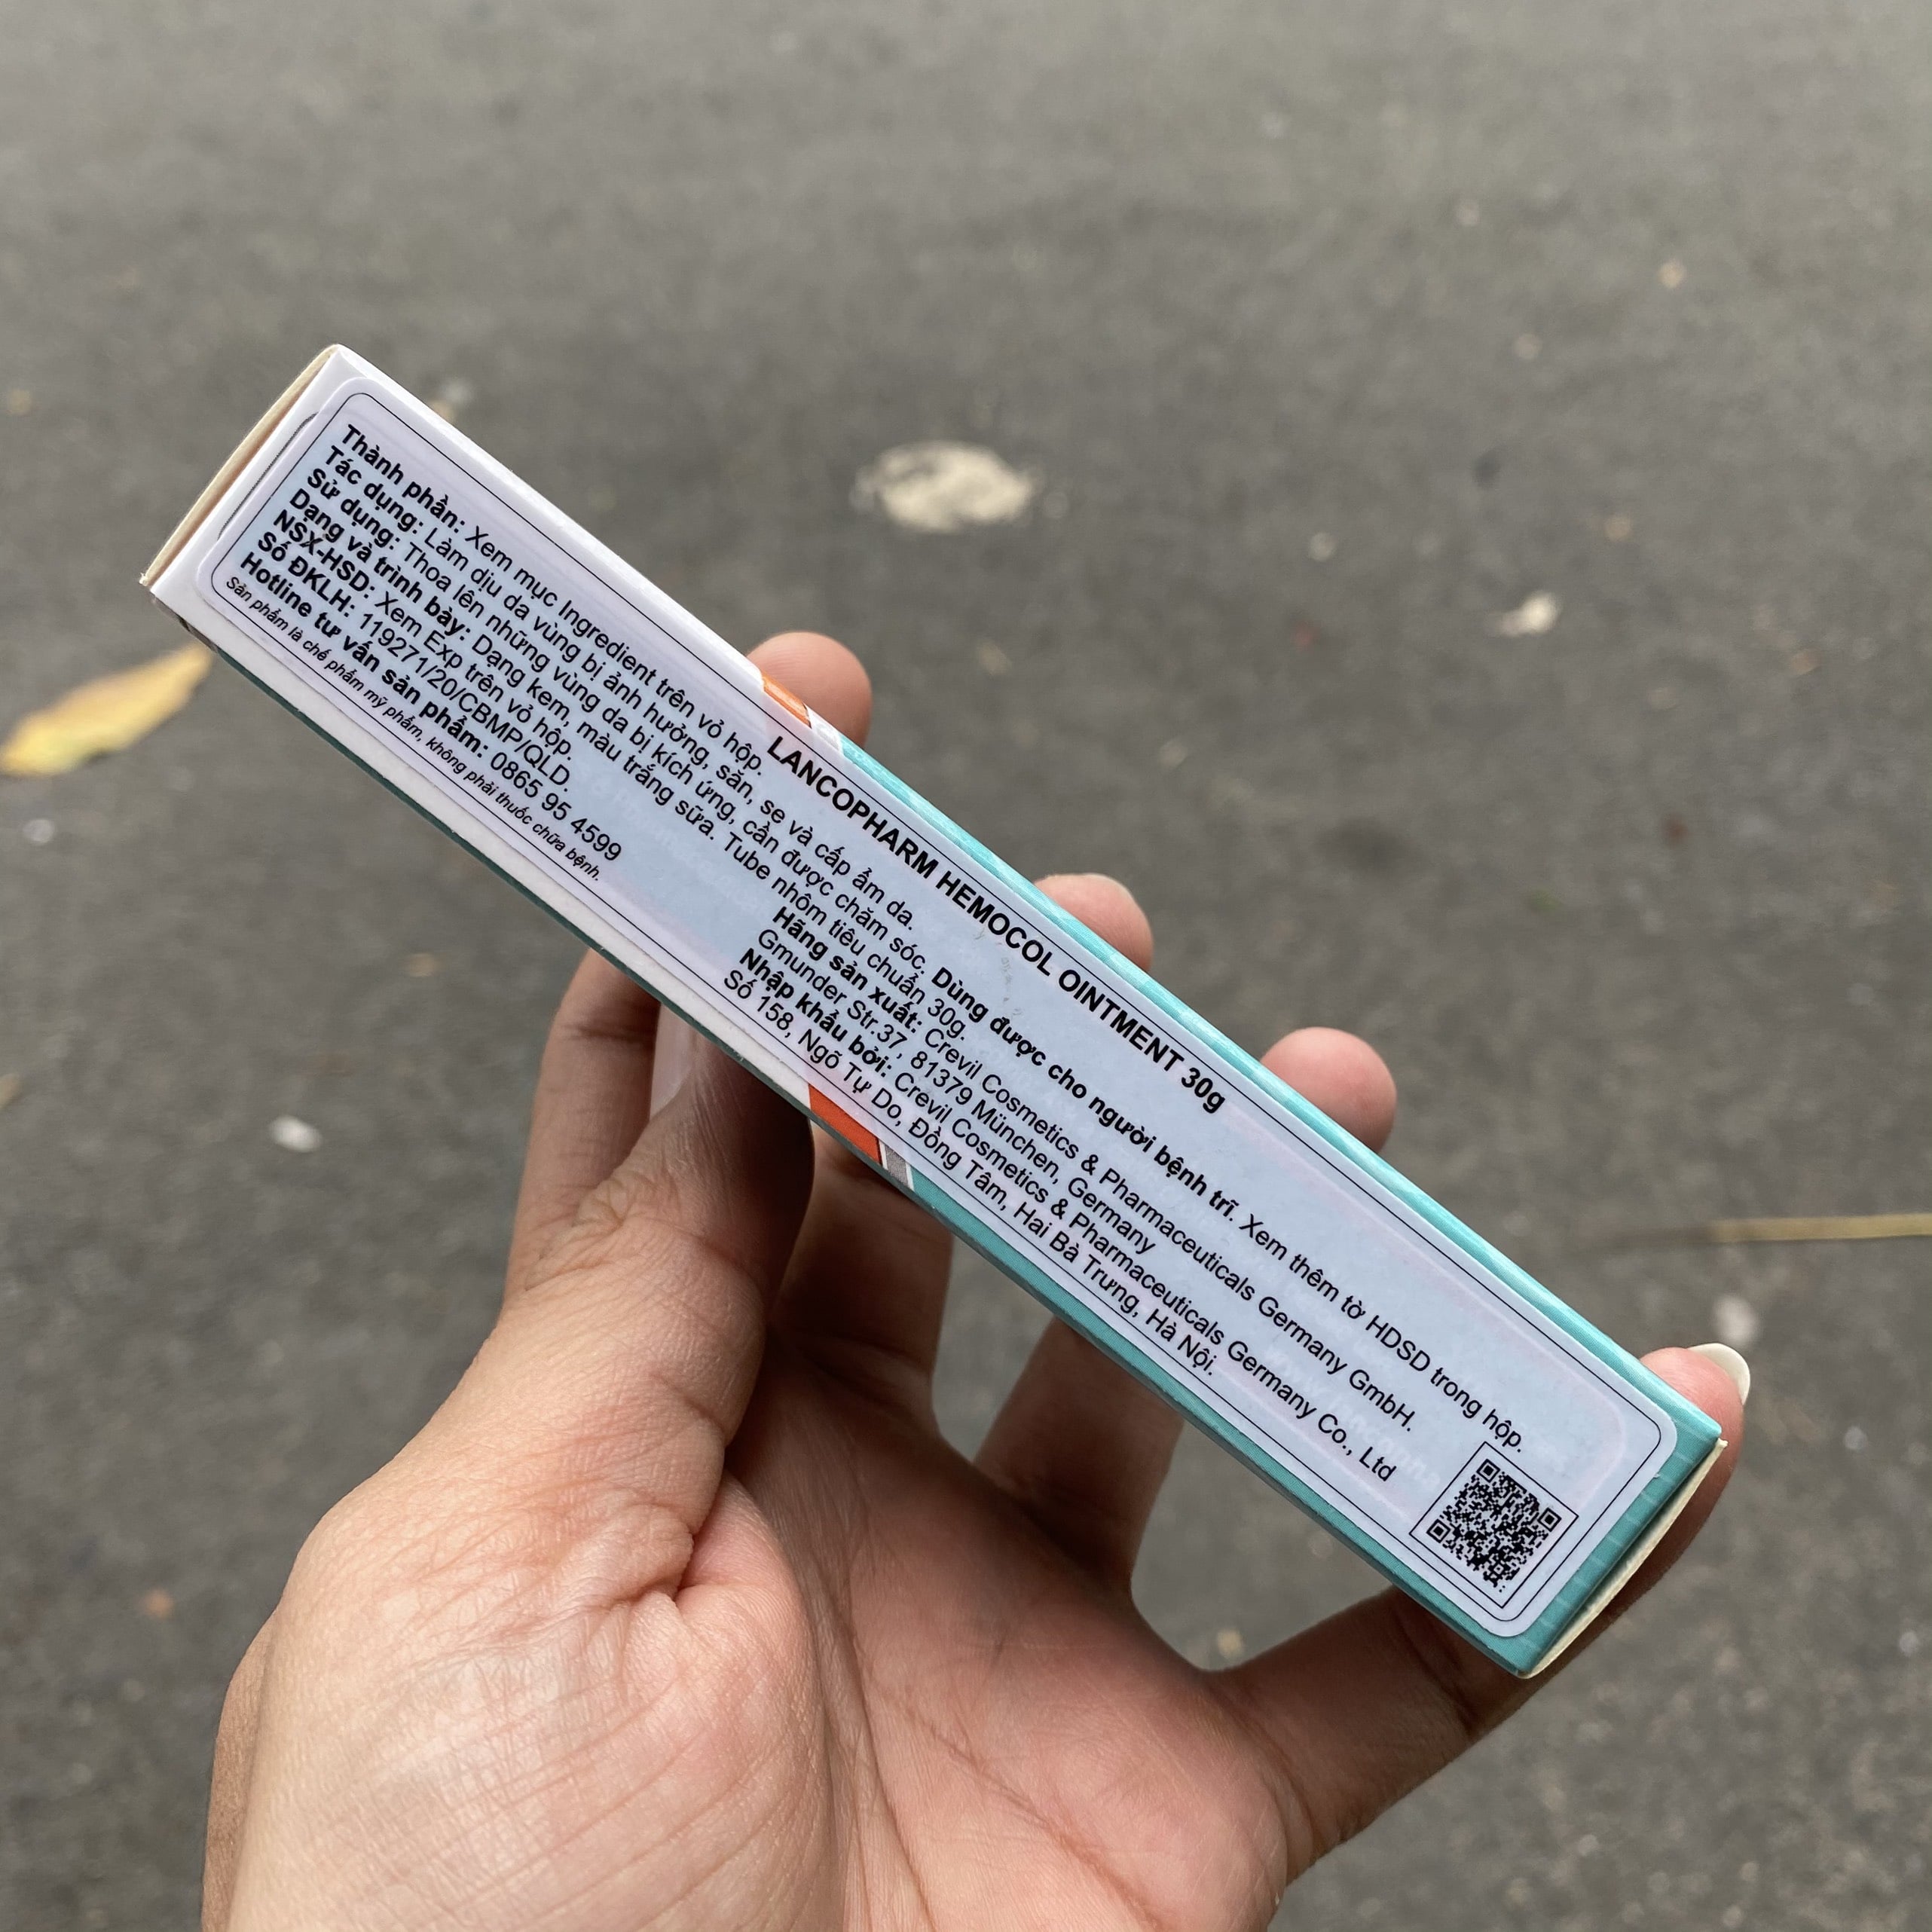 LANCOPHARM HEMOCOL OINTMENT 30g
Thành phần: Xem mục Ingredient trên vỏ hộp.
Tác dụng: Làm dịu da vùng bị ảnh hưởng, săn, se và cấp ẩm da.
Sử dụng: Thoa lên những vùng da bị kích ứng, cần được chăm sóc. Dùng được cho người bệnh trĩ. Xem thêm tờ HDSD trong hộp.
Dạng và trình bày: Dạng kem, màu trắng sữa. Tube nhôm tiêu chuẩn 30g.
NSX-HSD: Xem Exp trên vỏ hộp.
Số ĐKLH: 119271/20/CBMP/QLD.
Hotline tư vấn sản phẩm: 0865 95 4599
Sản phẩm là chế phẩm mỹ phẩm, không phải thuốc chữa bệnh.
Hãng sản xuất: Crevil Cosmetics & Pharmaceuticals Germany GmbH.
Gmunder Str.37, 81379 München, Germany
Nhập khẩu bởi: Crevil Cosmetics & Pharmaceuticals Germany Co., Ltd
Số 158, Ngõ Tự Do, Đồng Tâm, Hai Bà Trưng, Hà Nội.